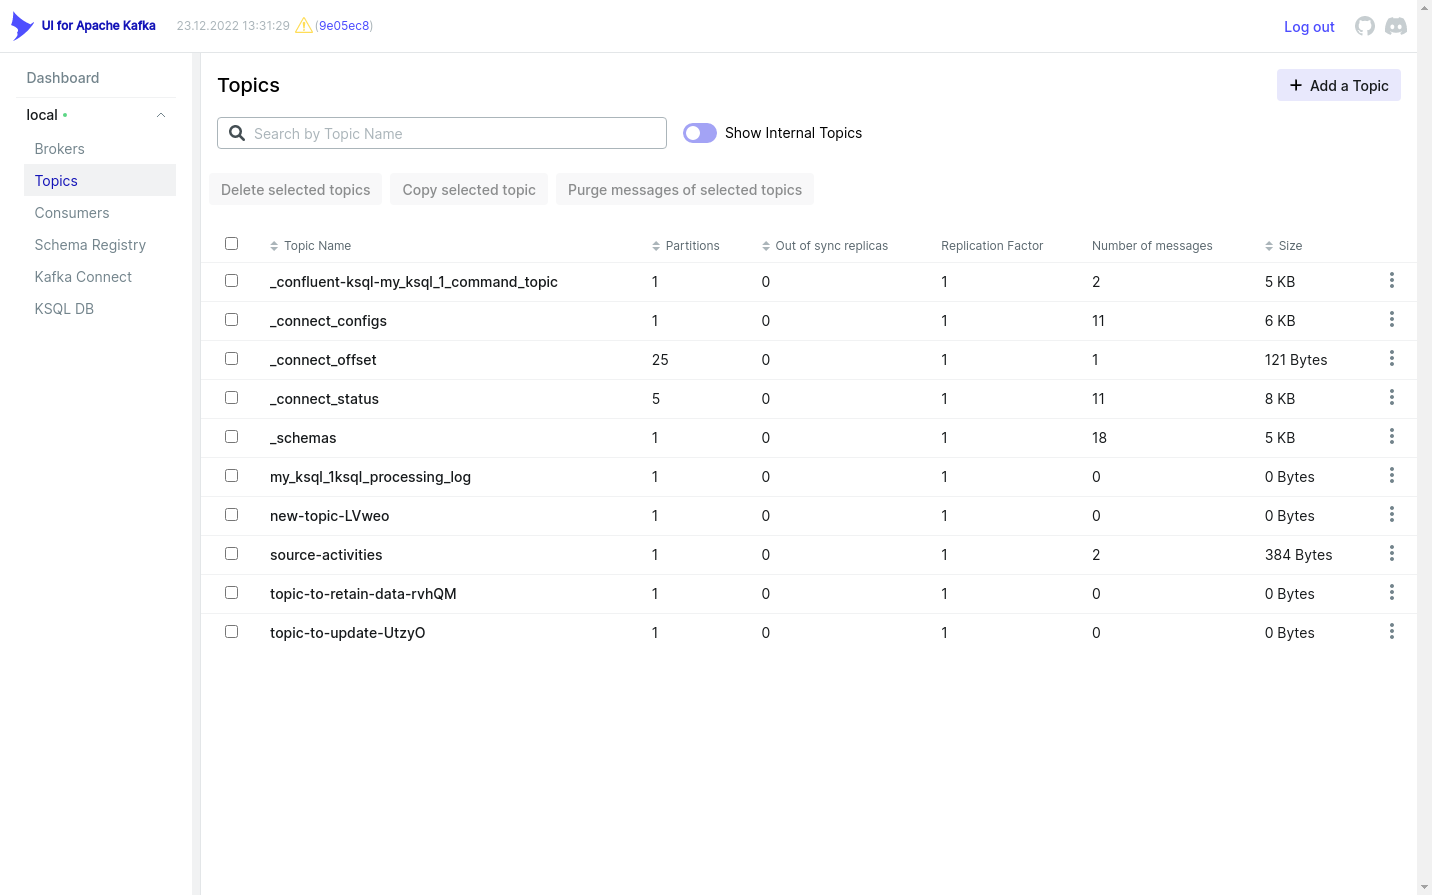 UI for Apache Kafka 23.12.2022 13:31:29 (9e05ec8) Log out
Dashboard
local
Brokers
Topics
Consumers
Schema Registry
Kafka Connect
KSQL DB
Topics
Add a Topic
Search by Topic Name
Show Internal Topics
Delete selected topics Copy selected topic Purge messages of selected topics
Topic Name Partitions Out of sync replicas Replication Factor Number of messages Size
_confluent-ksql-my_ksql_1_command_topic 1 0 1 2 5 KB
_connect_configs 1 0 1 11 6 KB
_connect_offset 25 0 1 1 121 Bytes
_connect_status 5 0 1 11 8 KB
_schemas 1 0 1 18 5 KB
my_ksql_1ksql_processing_log 1 0 1 0 0 Bytes
new-topic-LVweo 1 0 1 0 0 Bytes
source-activities 1 0 1 2 384 Bytes
topic-to-retain-data-rvhQM 1 0 1 0 0 Bytes
topic-to-update-UtzyO 1 0 1 0 0 Bytes